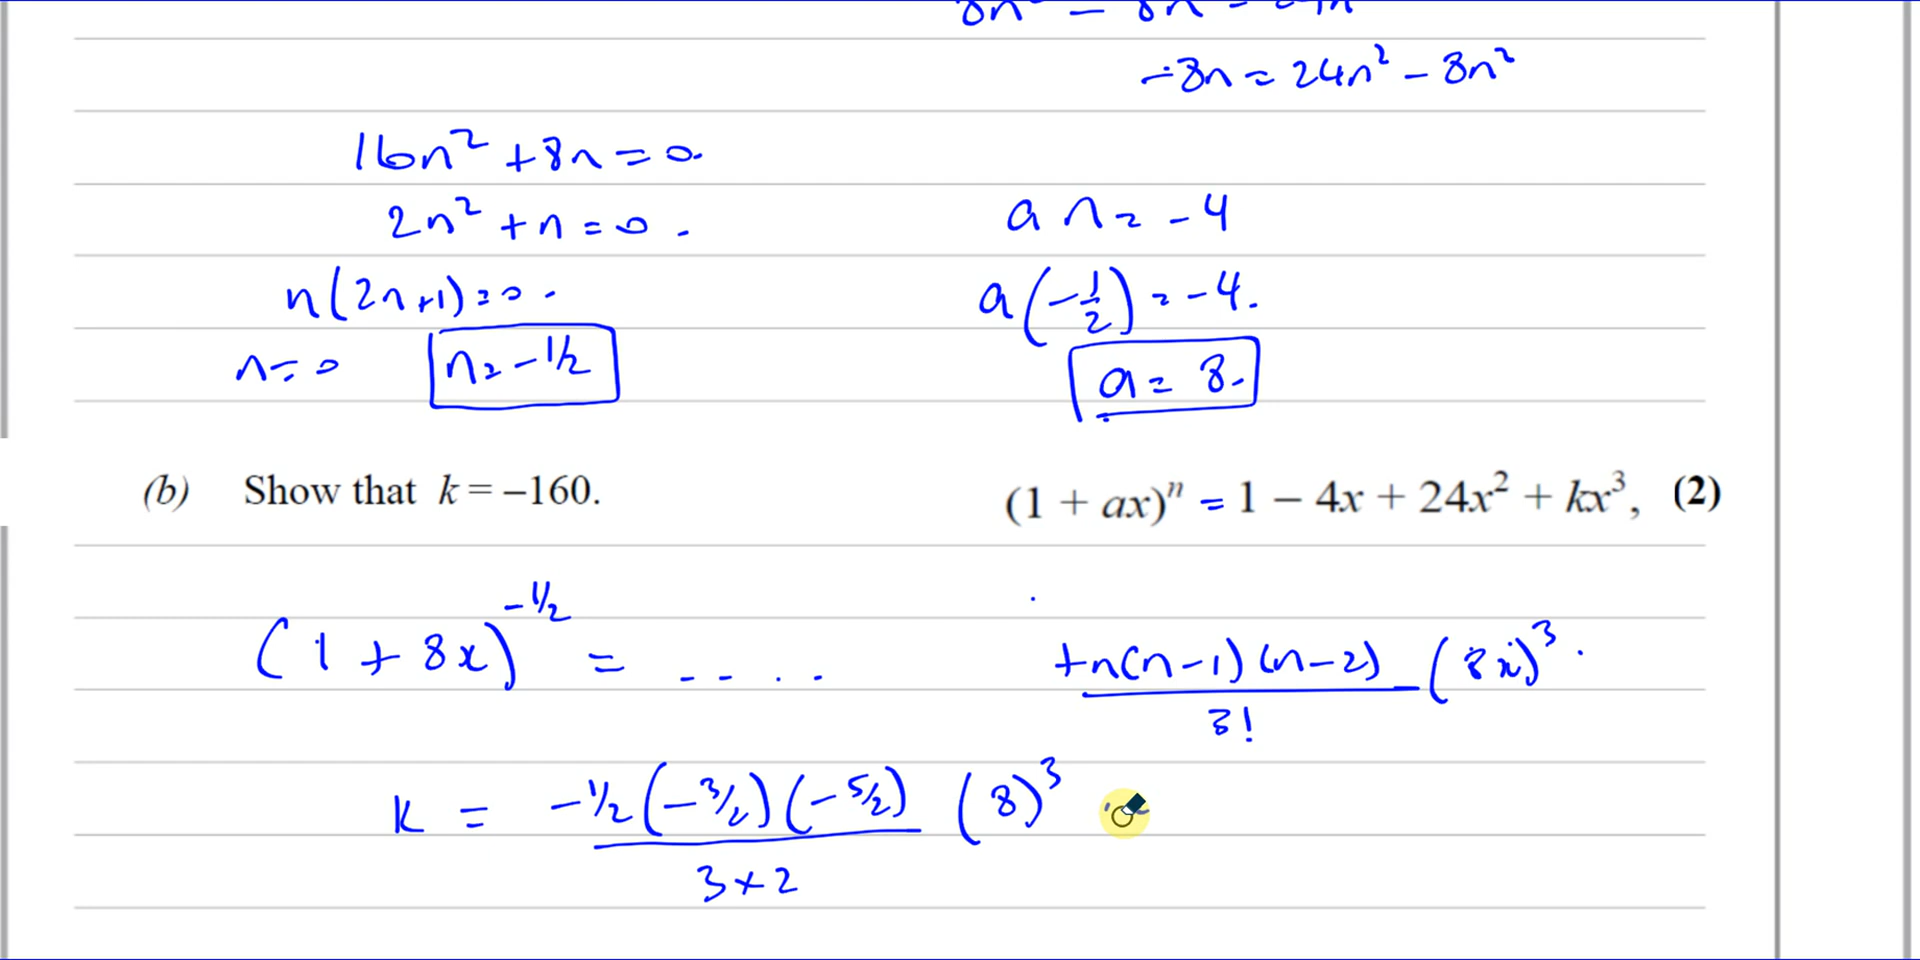 -8n = 24n² - 8n²
16n² + 8n = 0.
2n² + n = 0.
an = -4
n(2n+1) = 0.
a(-1/2) = -4.
n = 0 n = -1/2
a = 8.
(b) Show that k = –160. (1 + ax)ⁿ = 1 – 4x + 24x² + kx³, (2)
(1 + 8x)^-1/2 = ---- . . +n(n-1)(n-2)/3! (8x)³.
k = -1/2(-3/2)(-5/2)/3×2 (8)³